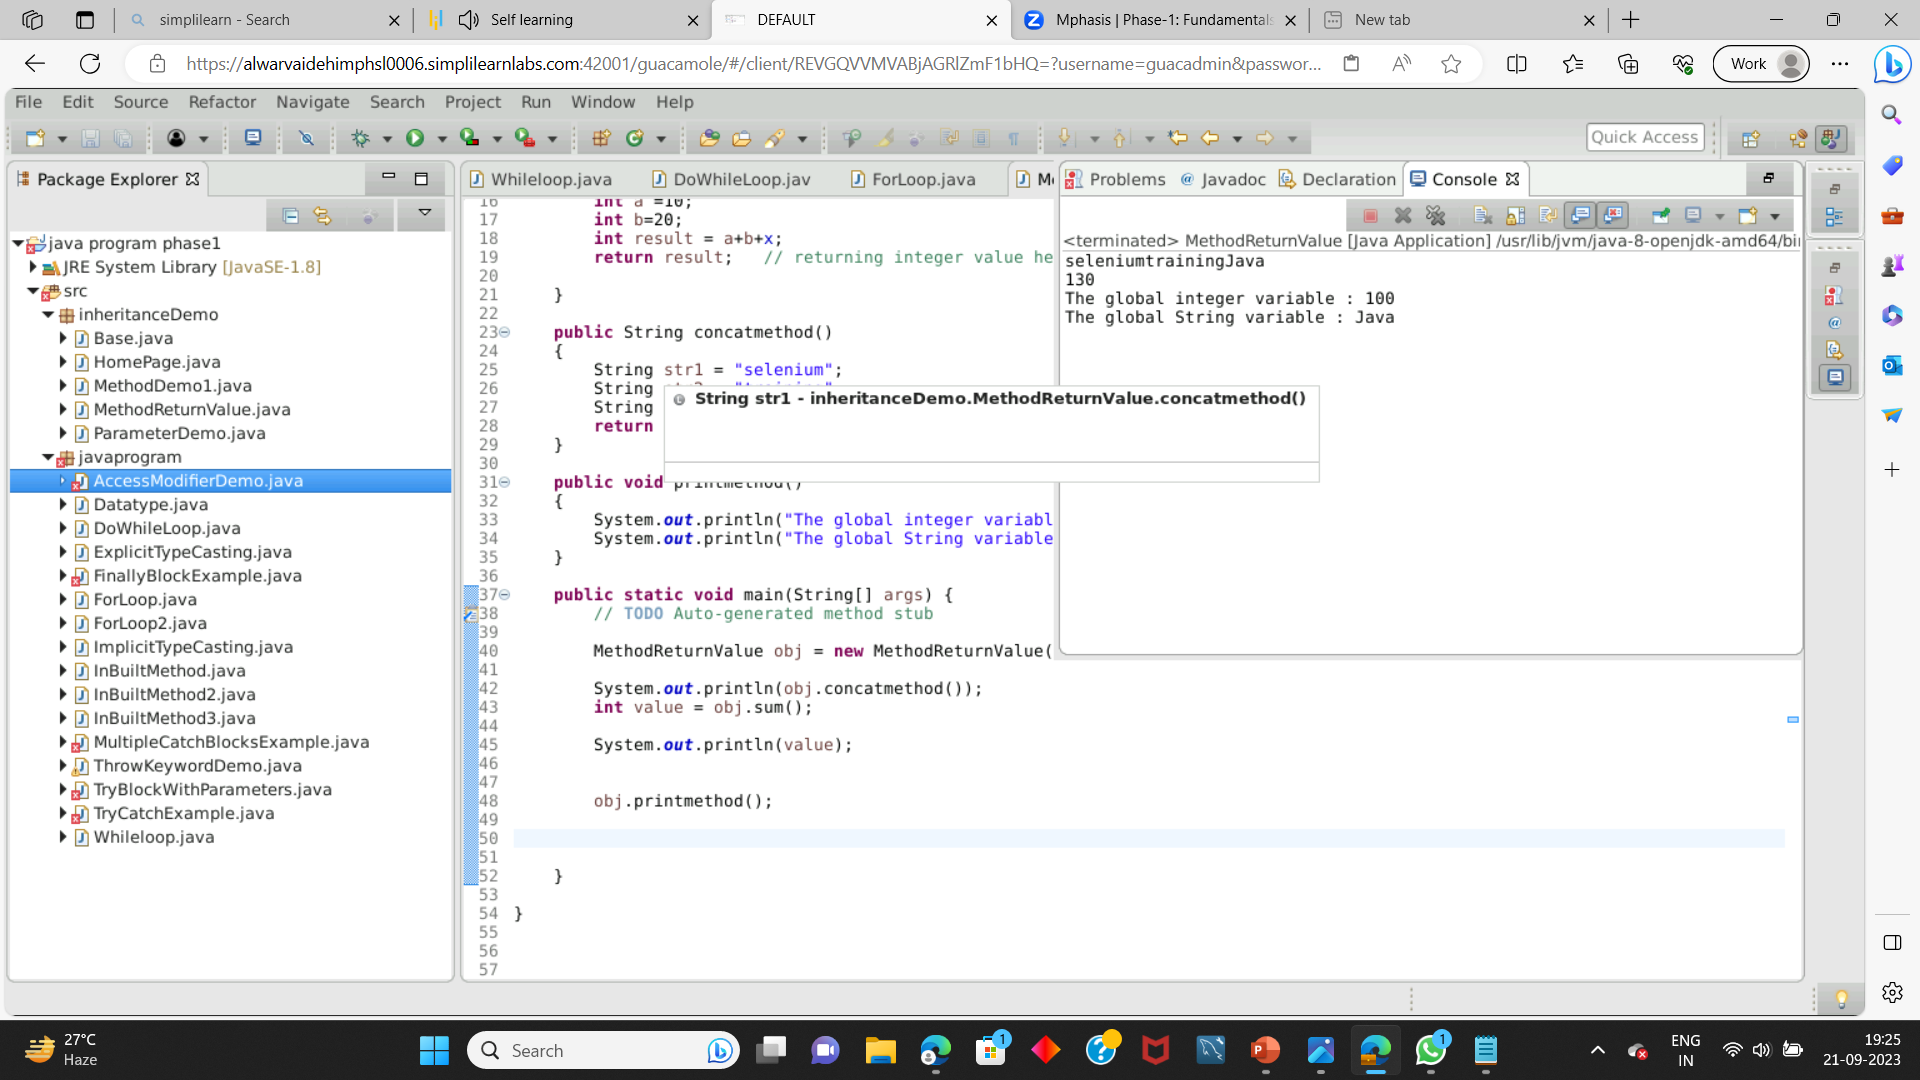 simplilearn - Search
Self learning
DEFAULT
Mphasis | Phase-1: Fundamentals
New tab
https://alwarvaidehimphsl0006.simplilearnlabs.com:42001/guacamole/#/client/REVGQVVMVABjAGRlZmF1bHQ=?username=guacadmin&passwor...
Work
File Edit Source Refactor Navigate Search Project Run Window Help
Quick Access
Package Explorer
java program phase1
JRE System Library [JavaSE-1.8]
src
inheritanceDemo
Base.java
HomePage.java
MethodDemo1.java
MethodReturnValue.java
ParameterDemo.java
javaprogram
AccessModifierDemo.java
Datatype.java
DoWhileLoop.java
ExplicitTypeCasting.java
FinallyBlockExample.java
ForLoop.java
ForLoop2.java
ImplicitTypeCasting.java
InBuiltMethod.java
InBuiltMethod2.java
InBuiltMethod3.java
MultipleCatchBlocksExample.java
ThrowKeywordDemo.java
TryBlockWithParameters.java
TryCatchExample.java
Whileloop.java
Whileloop.java
DoWhileLoop.jav
ForLoop.java
16 int a =10;
17 int b=20;
18 int result = a+b+x;
19 return result; // returning integer value he
20
21 }
22
23 public String concatmethod()
24 {
25 String str1 = "selenium";
26 String
27 String
28 return
29 }
30
31 public void printmethod()
32 {
33 System.out.println("The global integer variabl
34 System.out.println("The global String variable
35 }
36
37 public static void main(String[] args) {
38 // TODO Auto-generated method stub
39
40 MethodReturnValue obj = new MethodReturnValue(
41
42 System.out.println(obj.concatmethod());
43 int value = obj.sum();
44
45 System.out.println(value);
46
47
48 obj.printmethod();
49
50
51
52 }
53
54 }
55
56
57
String str1 - inheritanceDemo.MethodReturnValue.concatmethod()
Problems
Javadoc
Declaration
Console
<terminated> MethodReturnValue [Java Application] /usr/lib/jvm/java-8-openjdk-amd64/bi
seleniumtrainingJava
130
The global integer variable : 100
The global String variable : Java
27°C
Haze
Search
1
1
ENG
IN
19:25
21-09-2023